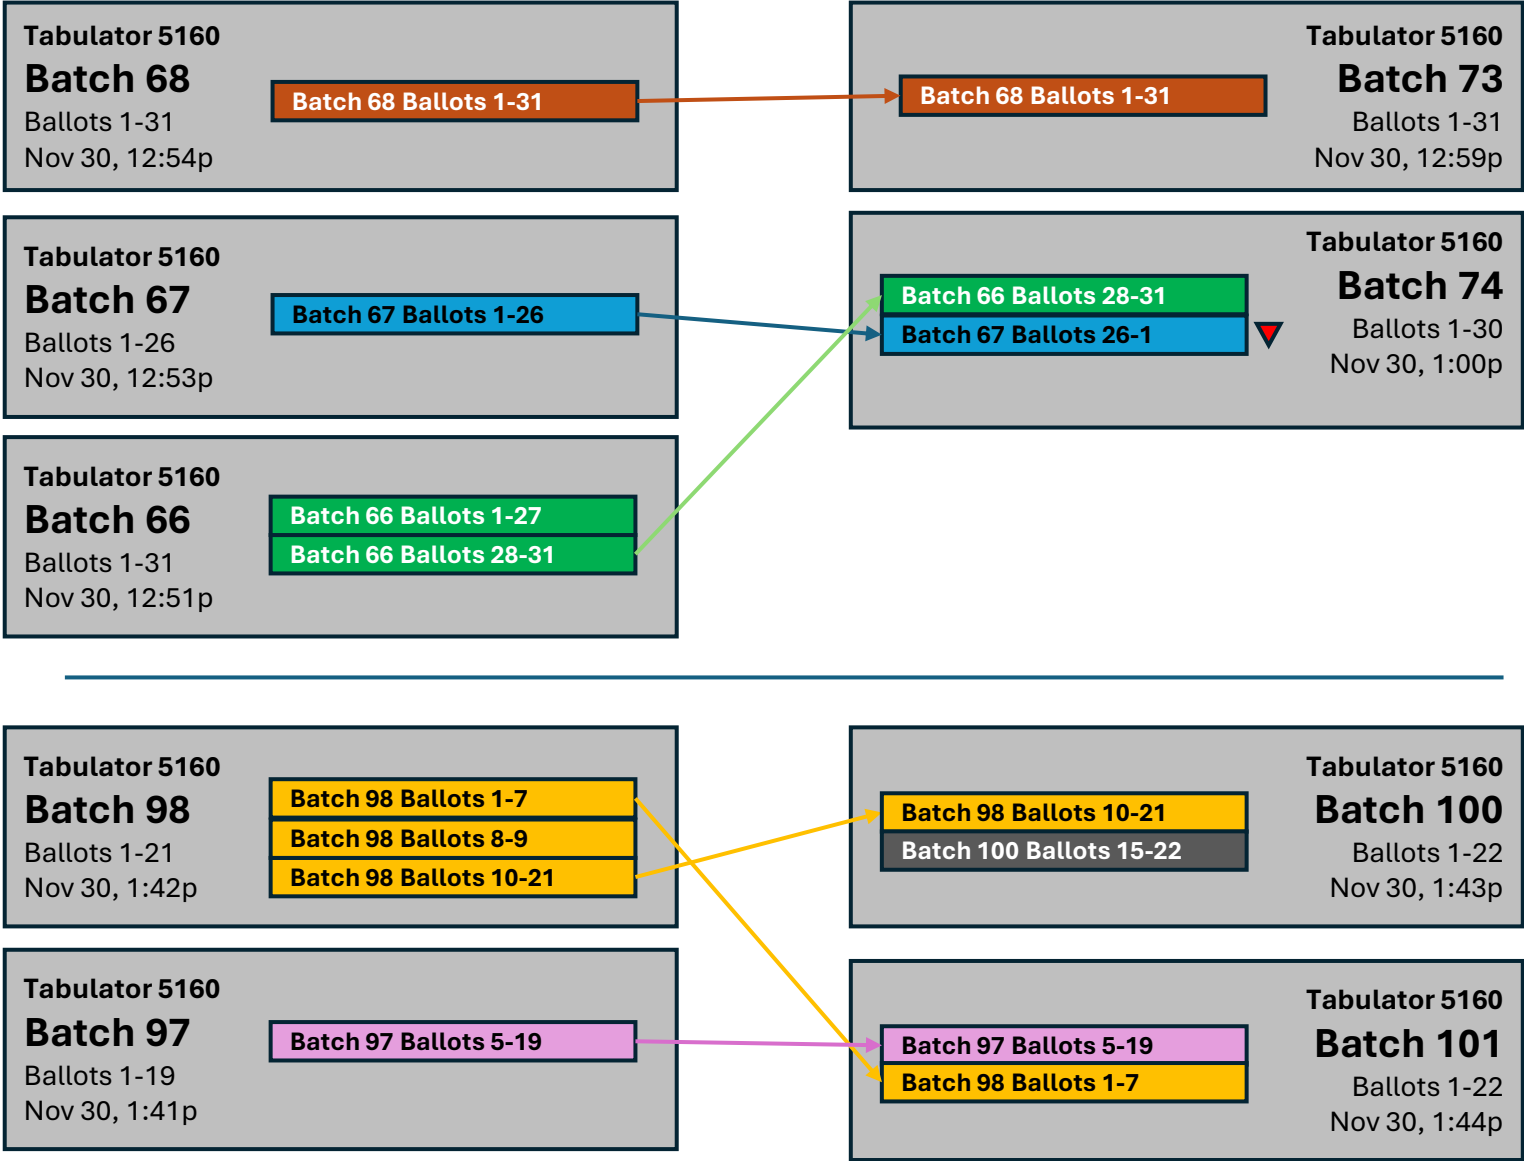 Tabulator 5160
Batch 68
Ballots 1-31
Nov 30, 12:54p
Batch 68 Ballots 1-31
Batch 68 Ballots 1-31
Tabulator 5160
Batch 73
Ballots 1-31
Nov 30, 12:59p
Tabulator 5160
Batch 67
Ballots 1-26
Nov 30, 12:53p
Batch 67 Ballots 1-26
Batch 66 Ballots 28-31
Batch 67 Ballots 26-1
Tabulator 5160
Batch 74
Ballots 1-30
Nov 30, 1:00p
Tabulator 5160
Batch 66
Ballots 1-31
Nov 30, 12:51p
Batch 66 Ballots 1-27
Batch 66 Ballots 28-31
Tabulator 5160
Batch 98
Ballots 1-21
Nov 30, 1:42p
Batch 98 Ballots 1-7
Batch 98 Ballots 8-9
Batch 98 Ballots 10-21
Batch 98 Ballots 10-21
Batch 100 Ballots 15-22
Tabulator 5160
Batch 100
Ballots 1-22
Nov 30, 1:43p
Tabulator 5160
Batch 97
Ballots 1-19
Nov 30, 1:41p
Batch 97 Ballots 5-19
Batch 97 Ballots 5-19
Batch 98 Ballots 1-7
Tabulator 5160
Batch 101
Ballots 1-22
Nov 30, 1:44p